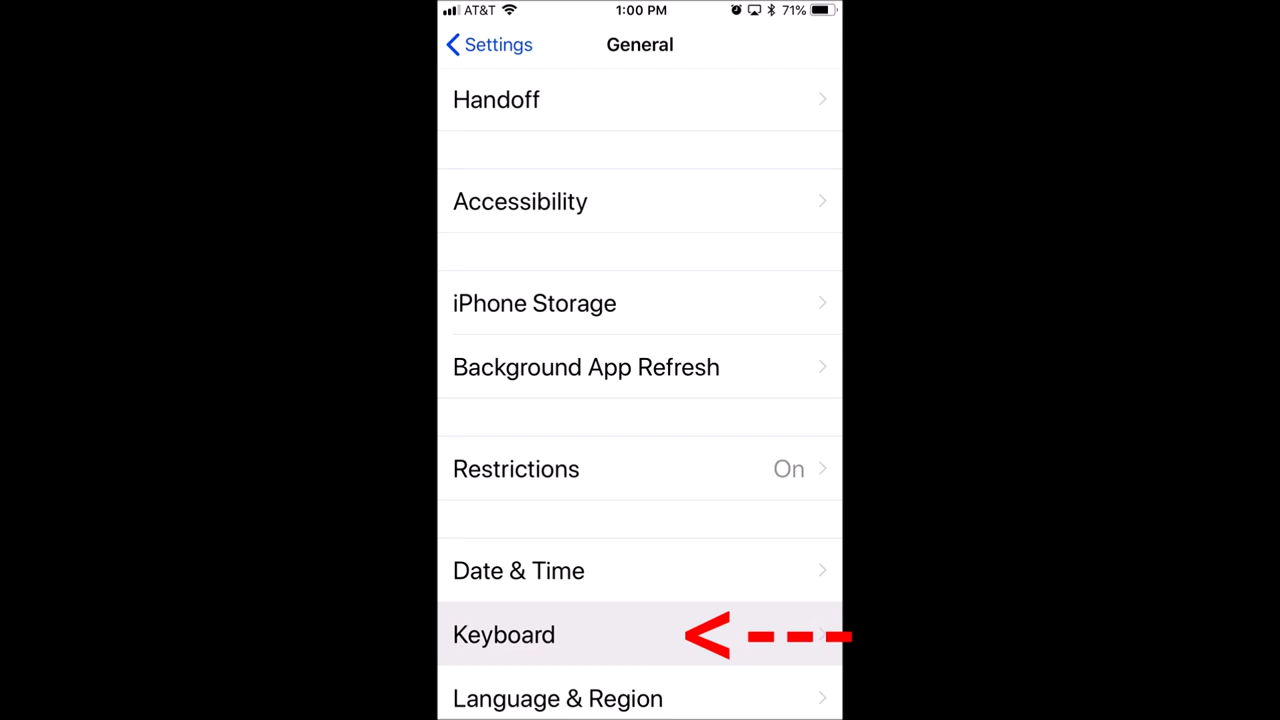 AT&T 1:00 PM 71%
Settings General
Handoff
Accessibility
iPhone Storage
Background App Refresh
Restrictions On
Date & Time
Keyboard
Language & Region